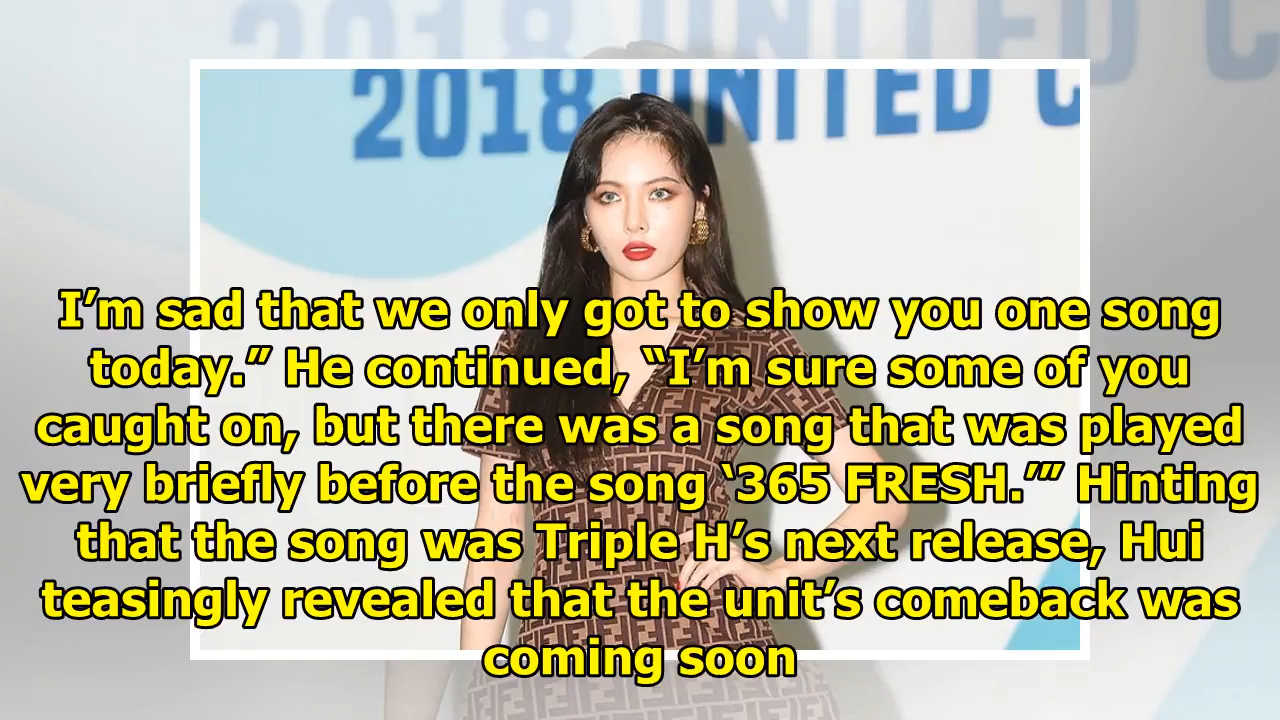 2018 UNITED C
2018 UNITED C
I’m sad that we only got to show you one song
today.” He continued, “I’m sure some of you
caught on, but there was a song that was played
very briefly before the song ‘365 FRESH.’” Hinting
that the song was Triple H’s next release, Hui
teasingly revealed that the unit’s comeback was
coming soon